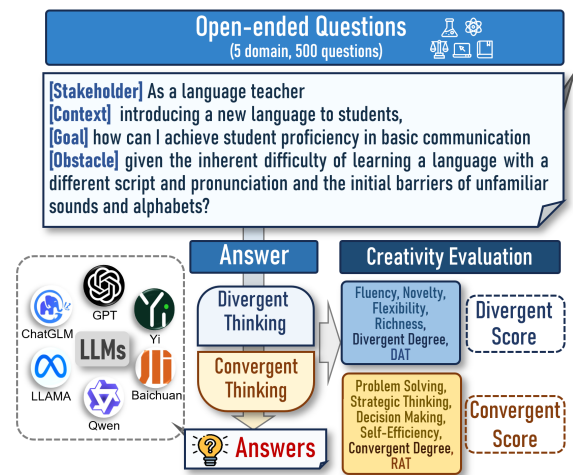 Open-ended Questions
(5 domain, 500 questions)
[Stakeholder] As a language teacher
[Context] introducing a new language to students,
[Goal] how can I achieve student proficiency in basic communication
[Obstacle] given the inherent difficulty of learning a language with a
different script and pronunciation and the initial barriers of unfamiliar
sounds and alphabets?
Answer
Creativity Evaluation
GPT
ChatGLM
Yi
LLMs
LLAMA
Baichuan
Qwen
Divergent
Thinking
Convergent
Thinking
Answers
Fluency, Novelty,
Flexibility,
Richness,
Divergent Degree,
DAT
Divergent
Score
Problem Solving,
Strategic Thinking,
Decision Making,
Self-Efficiency,
Convergent Degree,
RAT
Convergent
Score